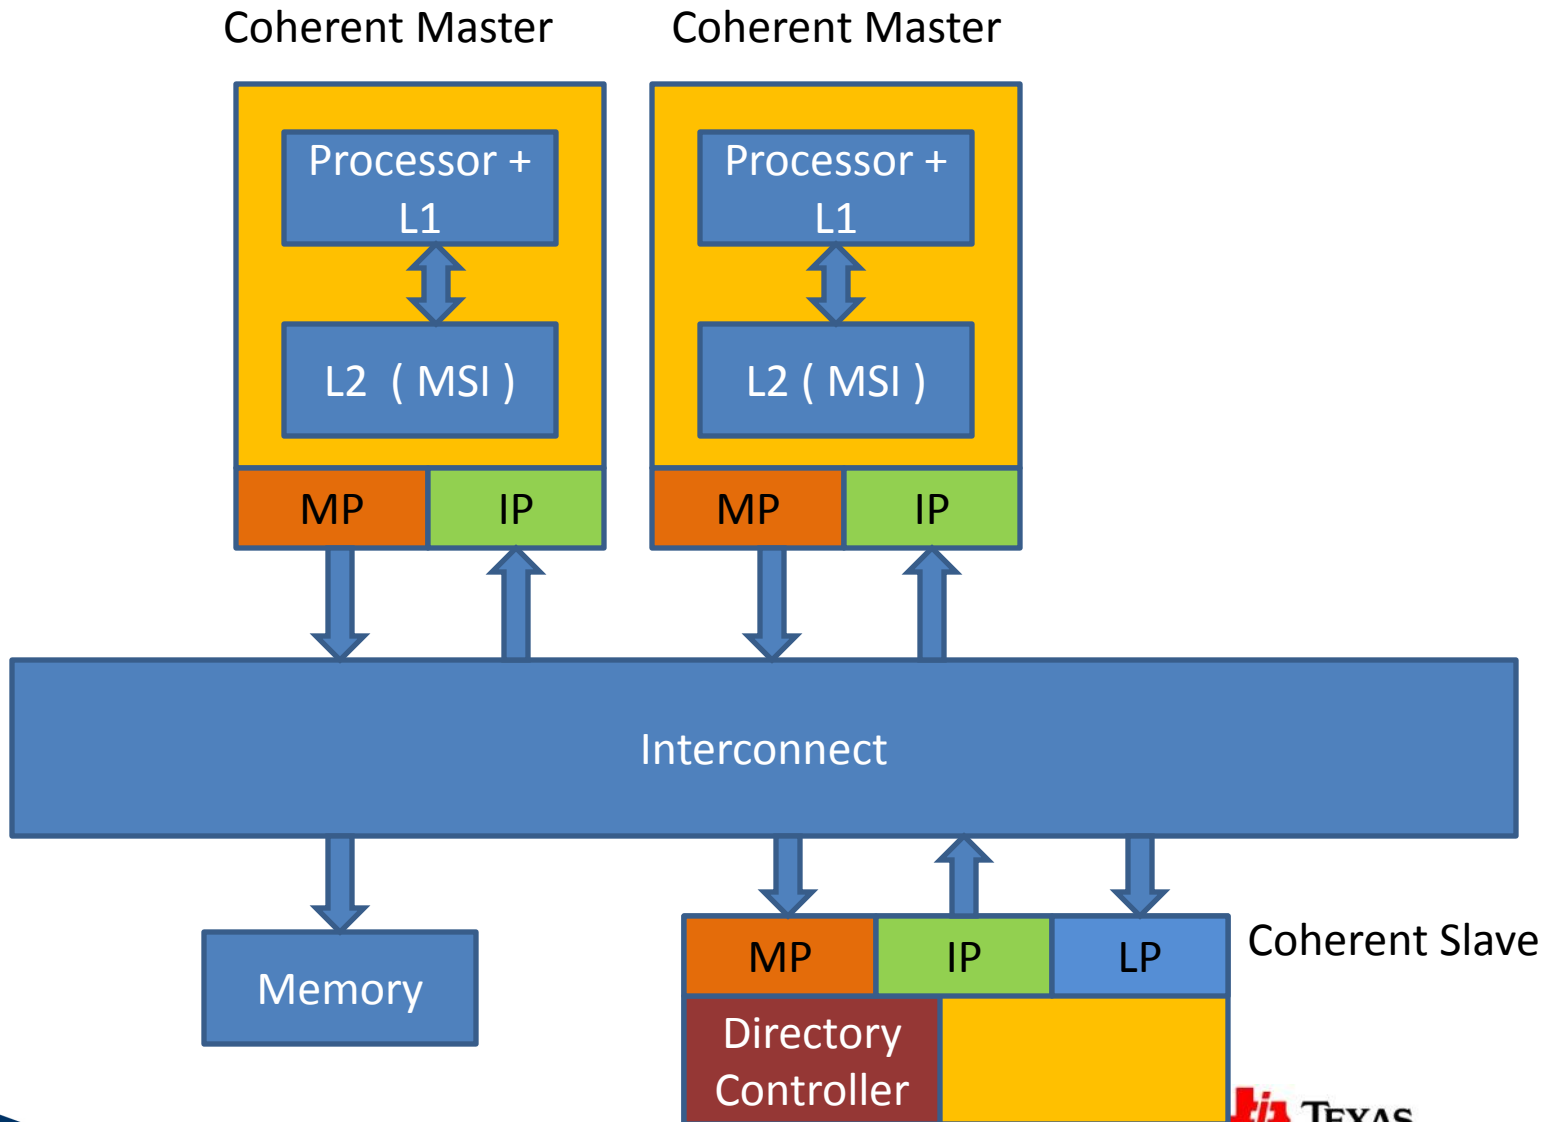 Coherent Master
Coherent Master
Processor +
L1
Processor +
L1
L2 ( MSI )
L2 ( MSI )
MP
IP
MP
IP
Interconnect
Memory
MP
IP
LP
Coherent Slave
Directory
Controller
TEXAS